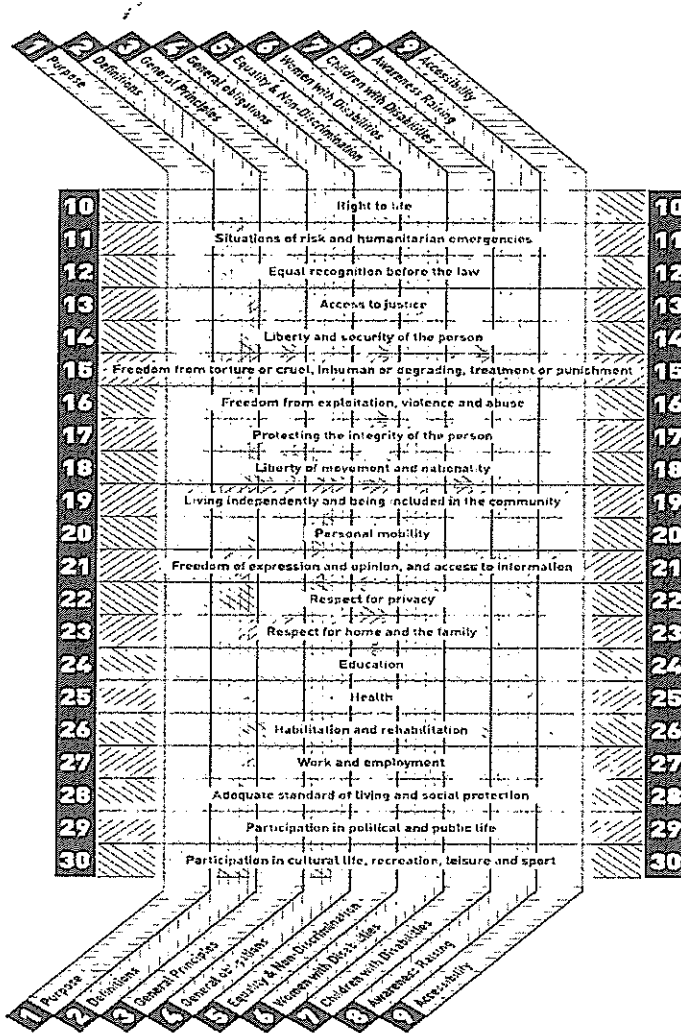 1 Purpose
2 Definitions
3 General Principles
4 General obligations
5 Equality & Non-Discrimination
6 Women with Disabilities
7 Children with Disabilities
8 Awareness Raising
9 Accessibility
10 Right to life 10
11 Situations of risk and humanitarian emergencies 11
12 Equal recognition before the law 12
13 Access to justice 13
14 Liberty and security of the person 14
15 Freedom from torture or cruel, inhuman or degrading, treatment or punishment 15
16 Freedom from exploitation, violence and abuse 16
17 Protecting the integrity of the person 17
18 Liberty of movement and nationality 18
19 Living independently and being included in the community 19
20 Personal mobility 20
21 Freedom of expression and opinion, and access to information 21
22 Respect for privacy 22
23 Respect for home and the family 23
24 Education 24
25 Health 25
26 Habilitation and rehabilitation 26
27 Work and employment 27
28 Adequate standard of living and social protection 28
29 Participation in political and public life 29
30 Participation in cultural life, recreation, leisure and sport 30
1 Purpose
2 Definitions
3 General Principles
4 General obligations
5 Equality & Non-Discrimination
6 Women with Disabilities
7 Children with Disabilities
8 Awareness Raising
9 Accessibility